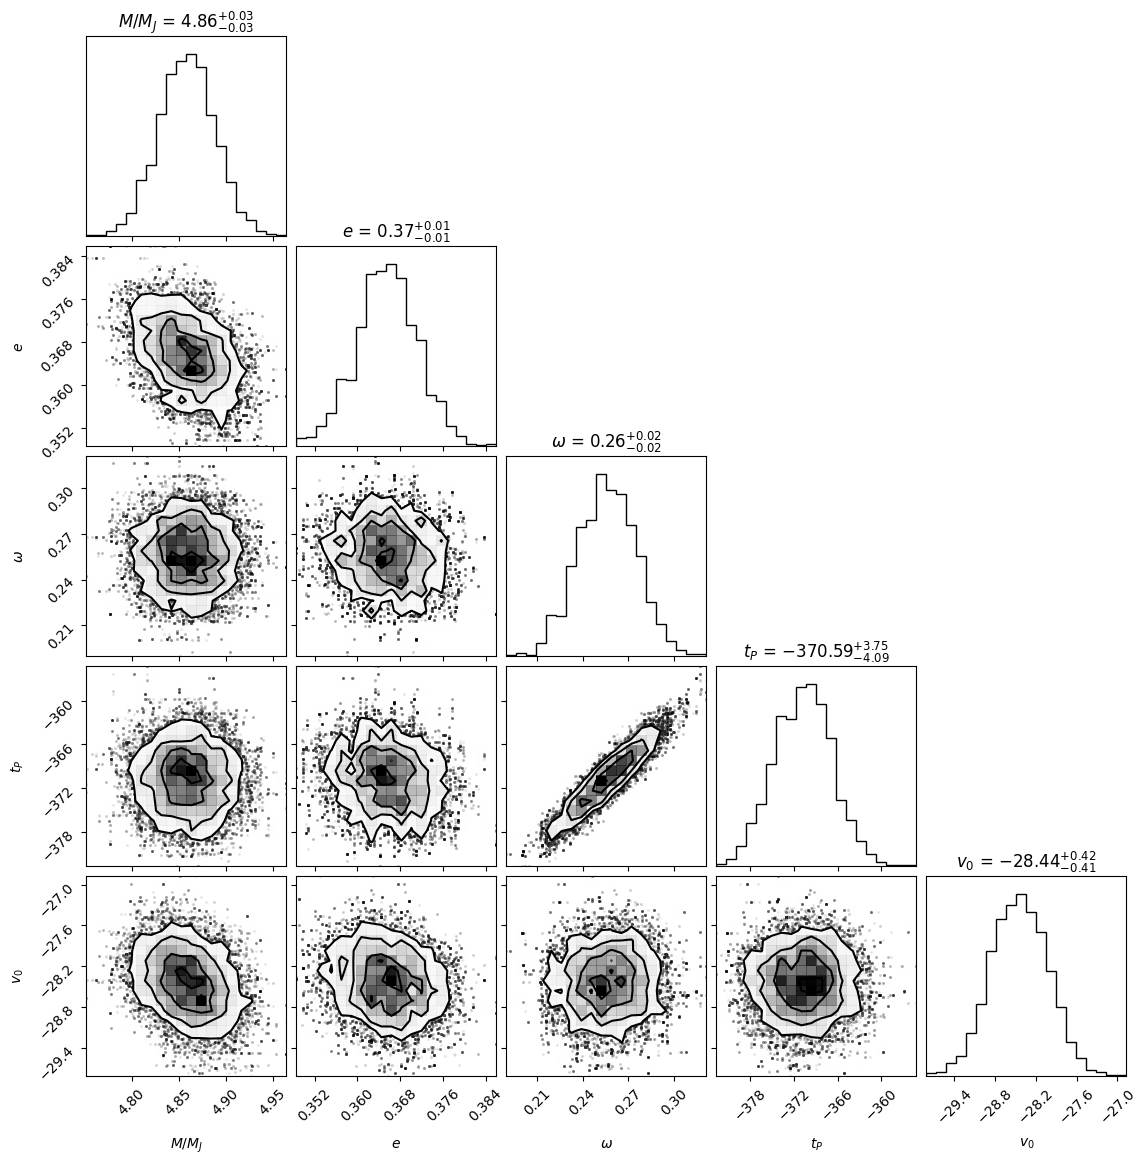 M/M_J = 4.86^{+0.03}_{-0.03}
e = 0.37^{+0.01}_{-0.01}
0.384
0.376
0.368
0.360
0.352
e
ω = 0.26^{+0.02}_{-0.02}
0.30
0.27
0.24
0.21
ω
t_P = −370.59^{+3.75}_{−4.09}
−360
−366
−372
−378
t_P
v_0 = −28.44^{+0.42}_{−0.41}
−27.0
−27.6
−28.2
−28.8
−29.4
v_0
4.80 4.85 4.90 4.95
0.352 0.360 0.368 0.376 0.384
0.21 0.24 0.27 0.30
−378 −372 −366 −360
−29.4 −28.8 −28.2 −27.6 −27.0
M/M_J e ω t_P v_0